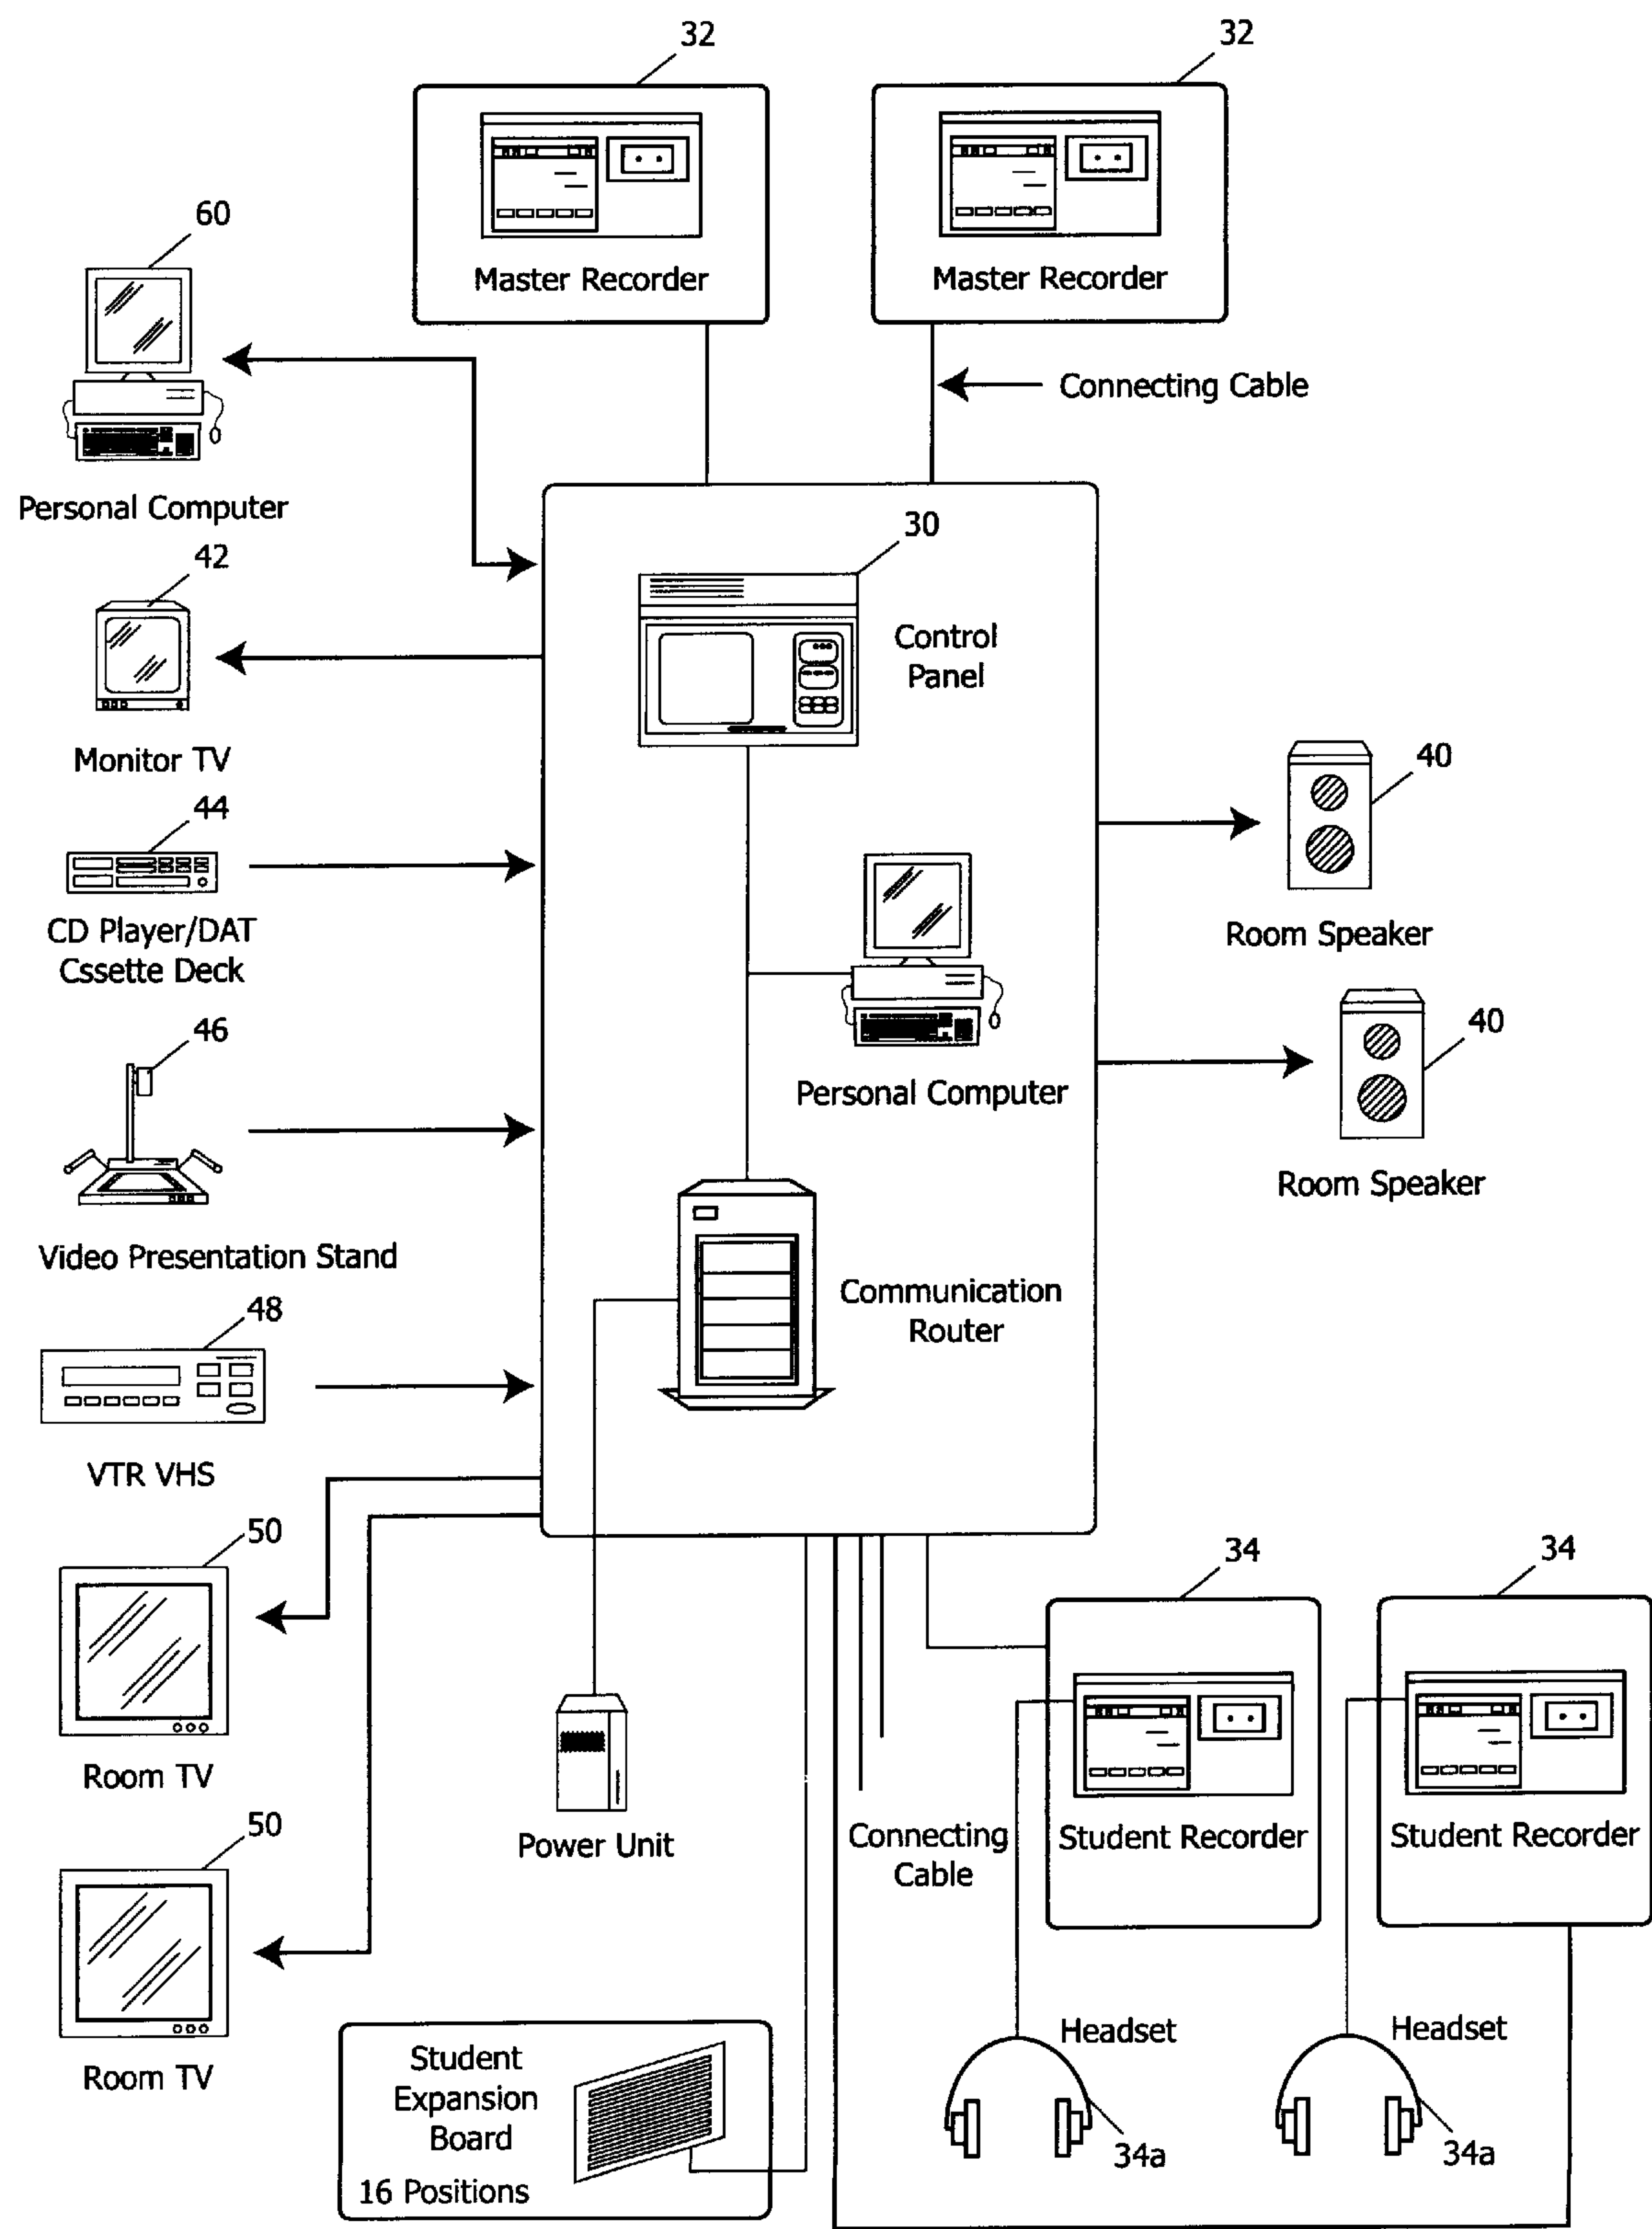 32
32
Master Recorder
Master Recorder
60
Connecting Cable
Personal Computer
30
42
Control
Panel
Monitor TV
40
44
CD Player/DAT
Cssette Deck
Room Speaker
46
40
Personal Computer
Room Speaker
Video Presentation Stand
Communication
Router
48
VTR VHS
50
34
34
Room TV
50
Power Unit
Connecting
Cable
Student Recorder
Student Recorder
Headset
Headset
Room TV
Student
Expansion
Board
16 Positions
34a
34a